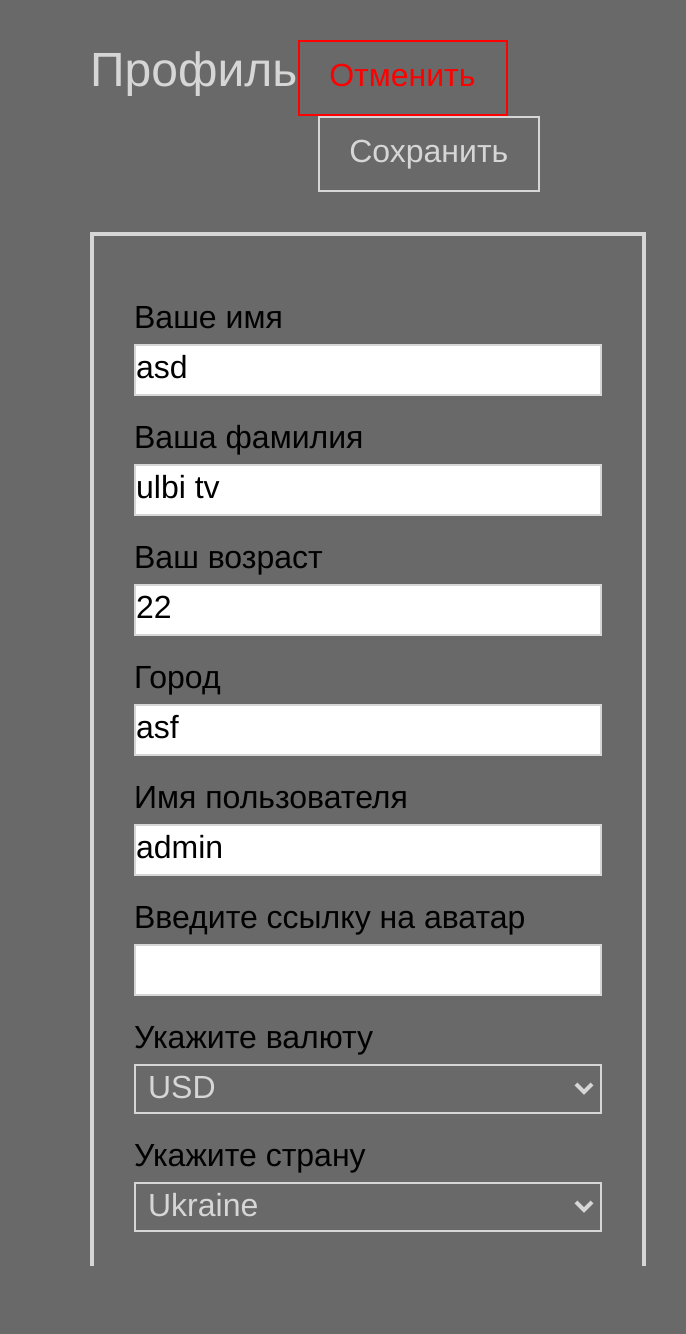 Профиль Отменить
Сохранить
Ваше имя
asd
Ваша фамилия
ulbi tv
Ваш возраст
22
Город
asf
Имя пользователя
admin
Введите ссылку на аватар
Укажите валюту
USD
Укажите страну
Ukraine